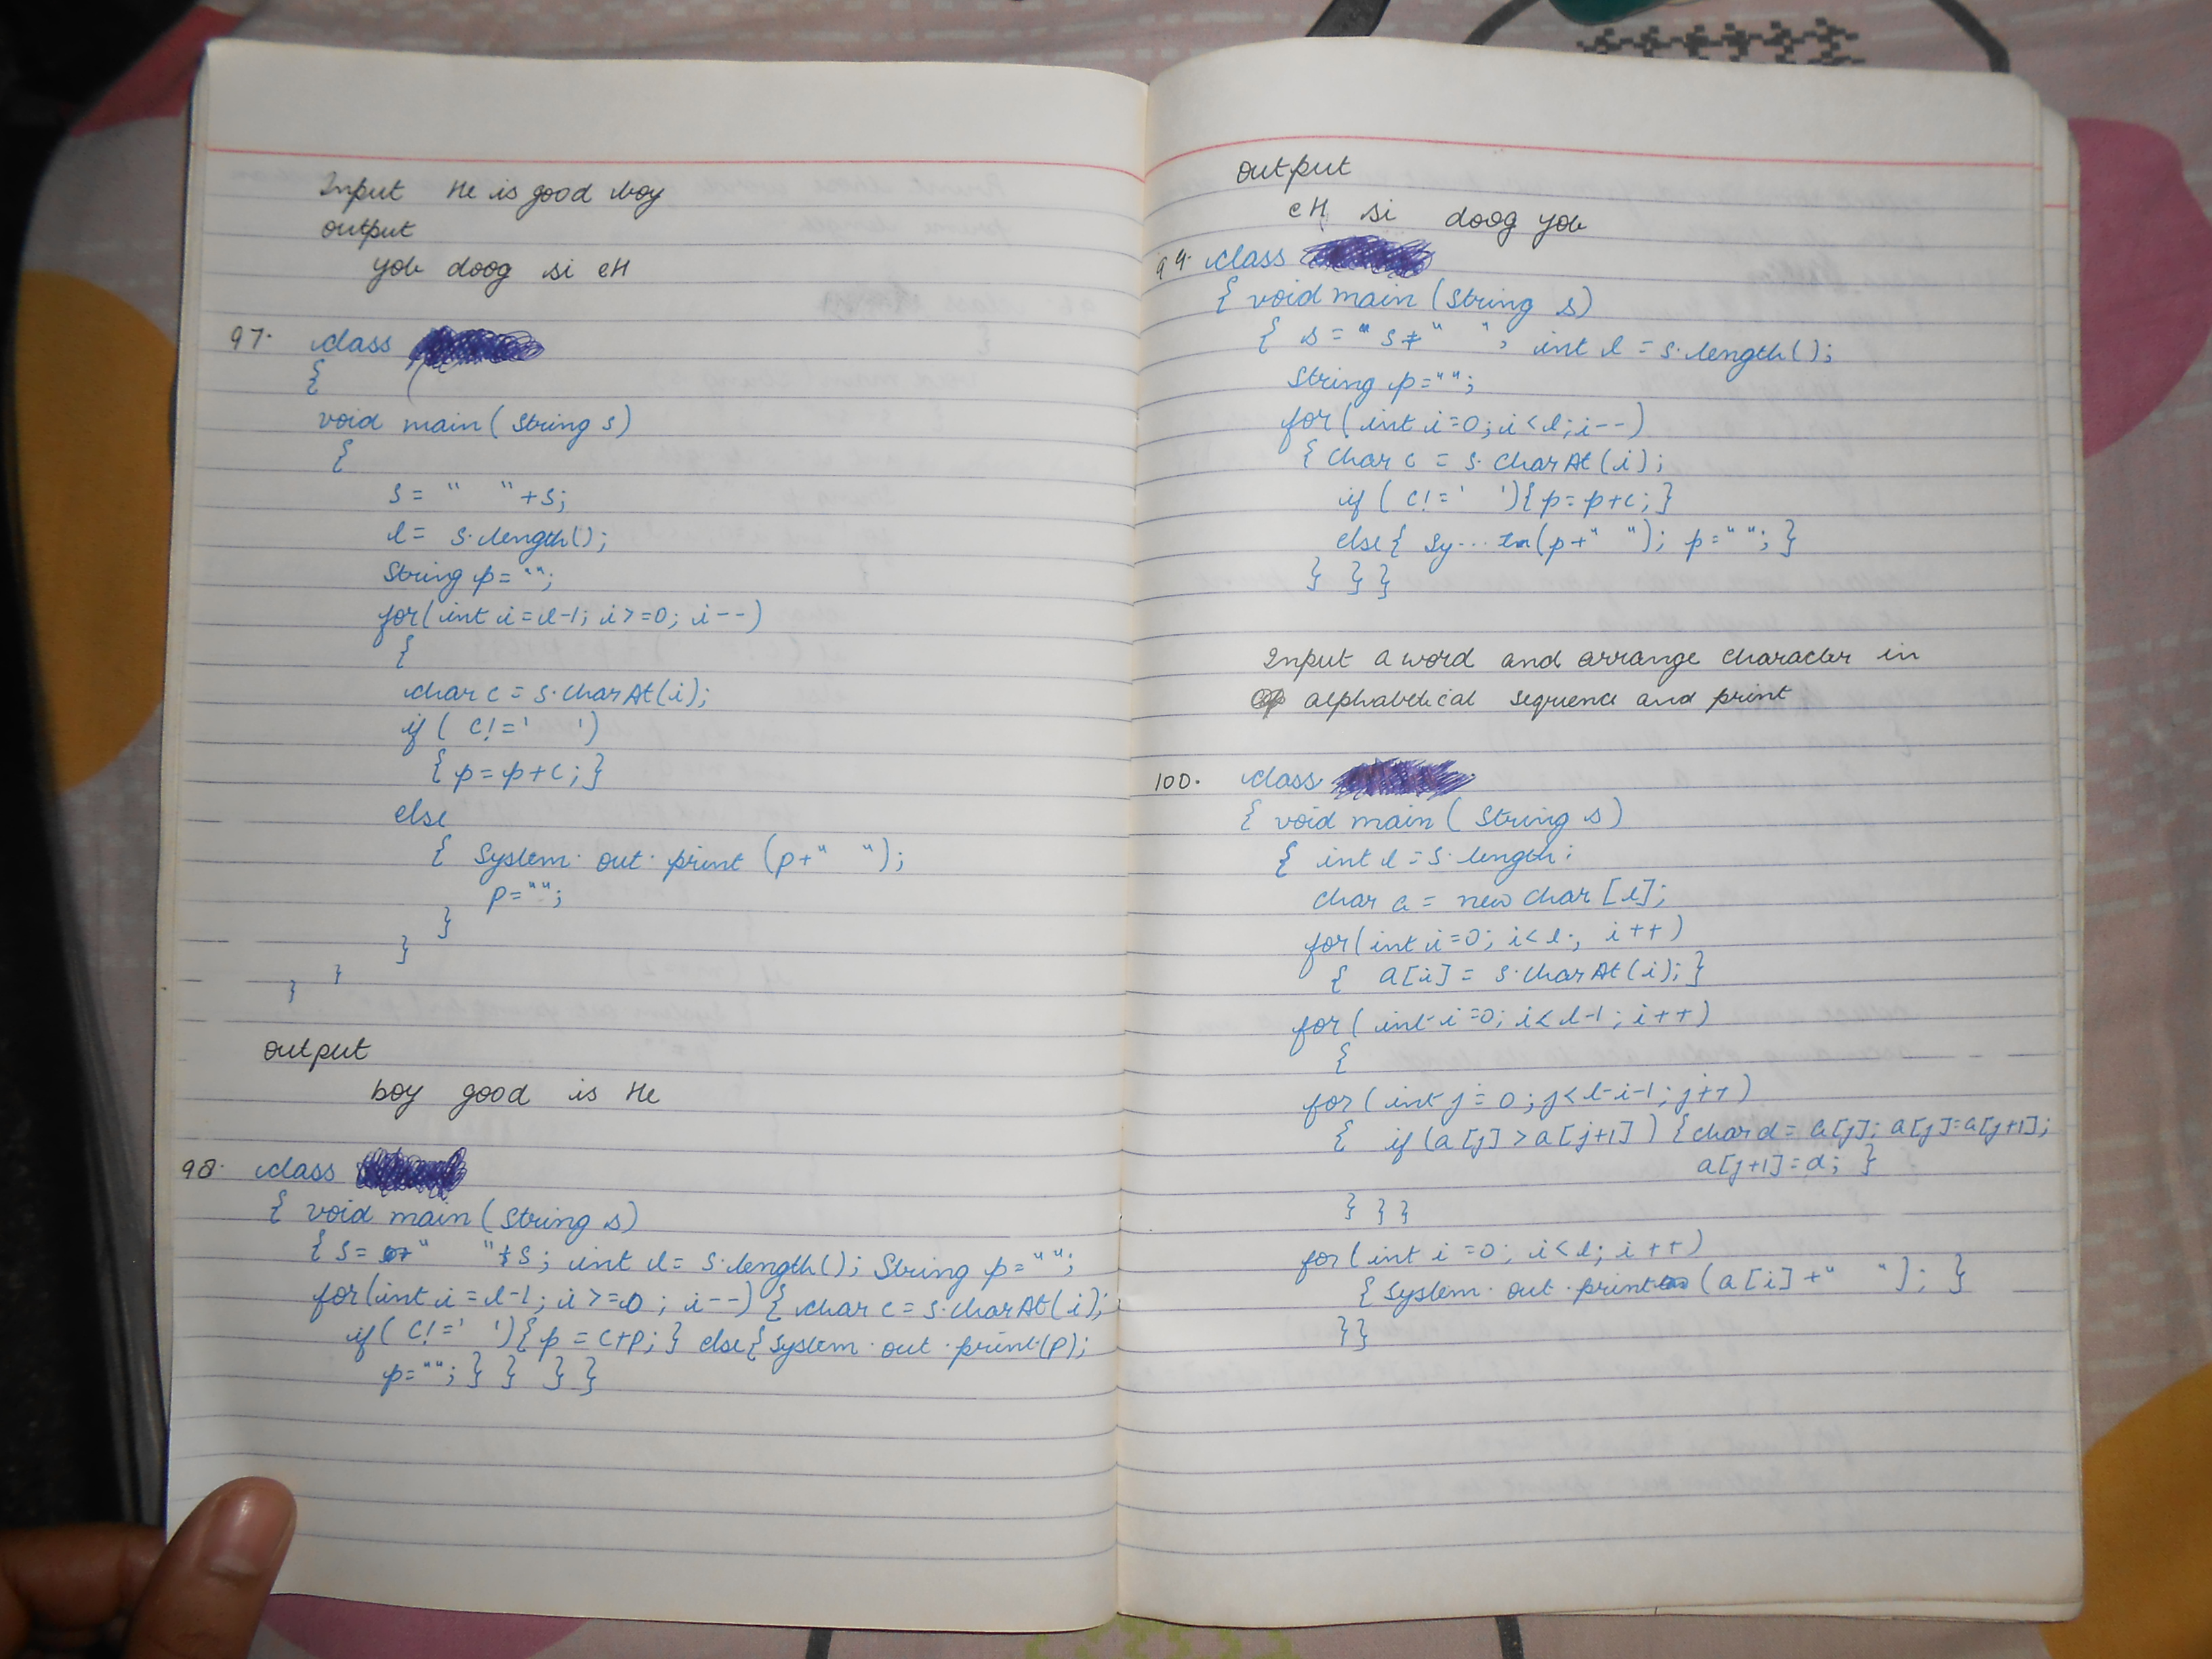 Input He is good boy
output
yob doog si eH
97. class
{
void main ( String s)
{
s = " " + s;
l = s.length();
String p = "";
for(int i = l-1; i >= 0; i--)
{
char c = s.charAt(i);
if ( c! = ' ')
{ p = p + c; }
else
{ System.out.print (p+" ");
p = "";
}
}
}
}
output
boy good is He
98. class
{ void main ( String s)
{ s = " " + s; int l = s.length(); String p = "";
for(int i = l-1; i >= 0; i--) { char c = s.charAt(i);
if ( c! = ' '){ p = c+p; } else{ System.out.print(p);
p = ""; } } } }
output
eH si doog yob
99. class
{ void main (String s)
{ s = " s+ " "; int l = s.length();
String p = "";
for( int i=0; i<l; i--)
{ char c = s.charAt(i);
if ( c! = ' '){ p = p+c; }
else{ Sy... (p+" "); p = ""; }
} } }
Input a word and arrange character in
alphabetical sequence and print
100. class
{ void main ( String s)
{ int l = s.length;
char a = new char [l];
for(int i=0; i<l; i++)
{ a[i] = s.charAt(i); }
for( int i=0; i<l-1; i++)
{
for(int j=0; j<l-i-1; j++)
{ if (a[j] > a[j+1] ) { char d = a[j]; a[j]=a[j+1];
a[j+1]=d; }
} } }
for(int i=0; i<l; i++)
{ System.out.print (a[i]+" "]; }
} }